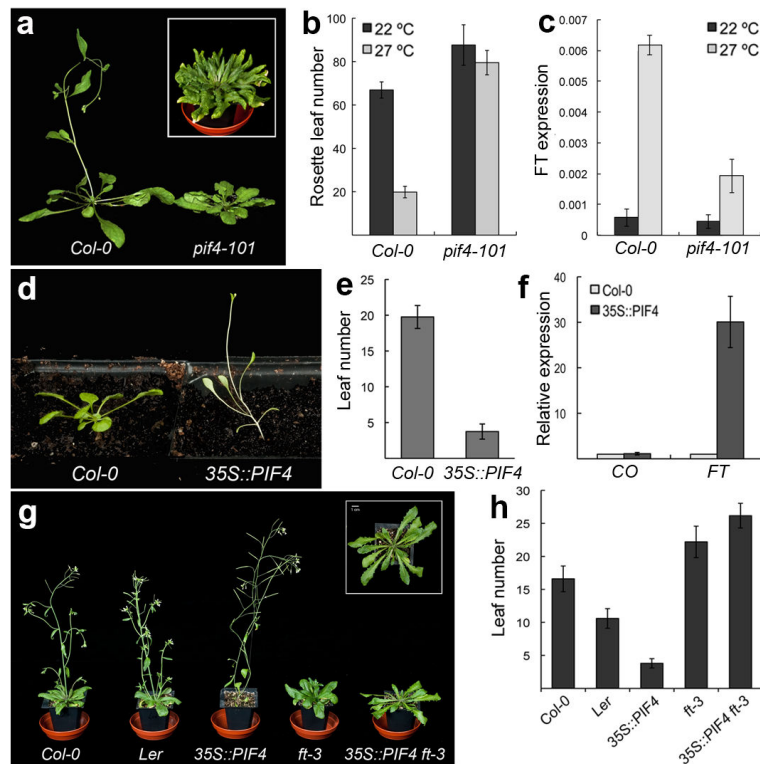 a
Col-0
pif4-101
b
22 ºC
27 ºC
Rosette leaf number
100
80
60
40
20
Col-0
pif4-101
c
22 ºC
27 ºC
FT expression
0.007
0.006
0.005
0.004
0.003
0.002
0.001
0
Col-0
pif4-101
d
Col-0
35S::PIF4
e
Leaf number
25
20
15
10
5
Col-0
35S::PIF4
f
Col-0
35S::PIF4
Relative expression
40
30
20
10
CO
FT
g
1 cm
Col-0
Ler
35S::PIF4
ft-3
35S::PIF4 ft-3
h
Leaf number
30
25
20
15
10
5
Col-0
Ler
35S::PIF4
ft-3
35S::PIF4 ft-3